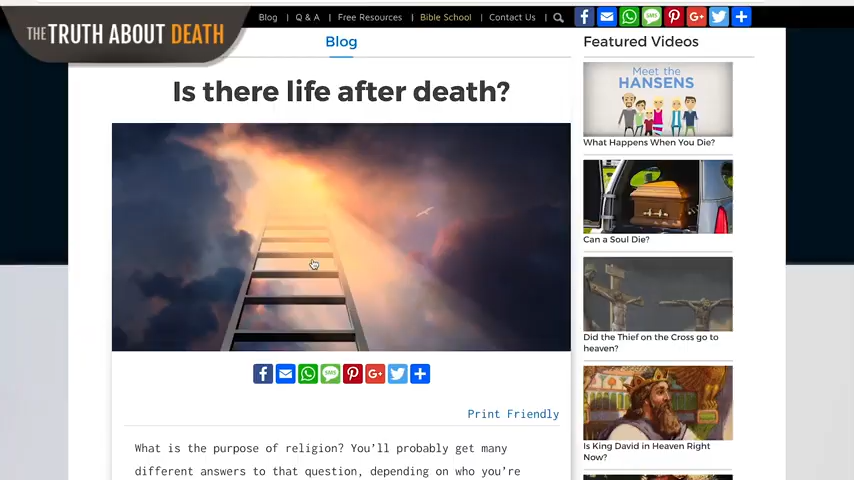 THE TRUTH ABOUT DEATH
Blog | Q & A | Free Resources | Bible School | Contact Us |
SMS
G+
Blog
Featured Videos
Is there life after death?
Meet the
HANSENS
What Happens When You Die?
Can a Soul Die?
Did the Thief on the Cross go to
heaven?
SMS
G+
Print Friendly
Is King David in Heaven Right
Now?
What is the purpose of religion? You'll probably get many
different answers to that question, depending on who you're